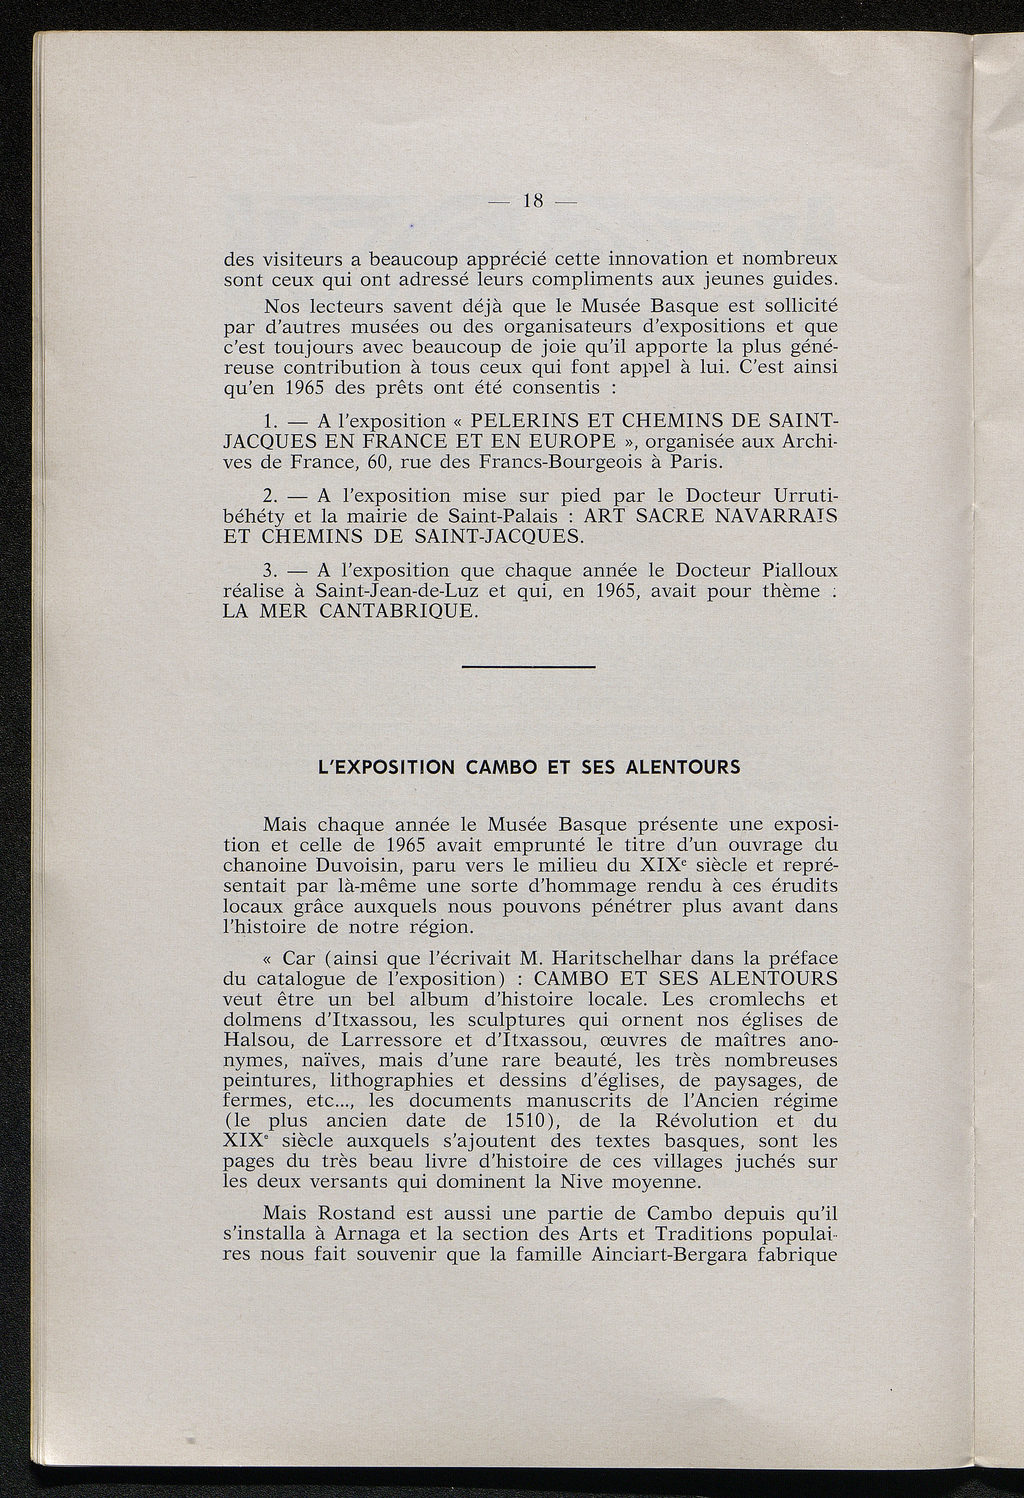 — 18 —
des visiteurs a beaucoup apprécié cette innovation et nombreux
sont ceux qui ont adressé leurs compliments aux jeunes guides.
Nos lecteurs savent déjà que le Musée Basque est sollicité
par d'autres musées ou des organisateurs d'expositions et que
c'est toujours avec beaucoup de joie qu'il apporte la plus géné-
reuse contribution à tous ceux qui font appel à lui. C'est ainsi
qu'en 1965 des prêts ont été consentis :
1. — A l'exposition « PELERINS ET CHEMINS DE SAINT-
JACQUES EN FRANCE ET EN EUROPE », organisée aux Archi-
ves de France, 60, rue des Francs-Bourgeois à Paris.
2. — A l'exposition mise sur pied par le Docteur Urruti-
béhéty et la mairie de Saint-Palais : ART SACRE NAVARRAIS
ET CHEMINS DE SAINT-JACQUES.
3. — A l'exposition que chaque année le Docteur Pialloux
réalise à Saint-Jean-de-Luz et qui, en 1965, avait pour thème :
LA MER CANTABRIQUE.
L'EXPOSITION CAMBO ET SES ALENTOURS
Mais chaque année le Musée Basque présente une exposi-
tion et celle de 1965 avait emprunté le titre d'un ouvrage du
chanoine Duvoisin, paru vers le milieu du XIXe siècle et repré-
sentait par là-même une sorte d'hommage rendu à ces érudits
locaux grâce auxquels nous pouvons pénétrer plus avant dans
l'histoire de notre région.
« Car (ainsi que l'écrivait M. Haritschelhar dans la préface
du catalogue de l'exposition) : CAMBO ET SES ALENTOURS
veut être un bel album d'histoire locale. Les cromlechs et
dolmens d'Itxassou, les sculptures qui ornent nos églises de
Halsou, de Larressore et d'Itxassou, œuvres de maîtres ano-
nymes, naïves, mais d'une rare beauté, les très nombreuses
peintures, lithographies et dessins d'églises, de paysages, de
fermes, etc..., les documents manuscrits de l'Ancien régime
(le plus ancien date de 1510), de la Révolution et du
XIXe siècle auxquels s'ajoutent des textes basques, sont les
pages du très beau livre d'histoire de ces villages juchés sur
les deux versants qui dominent la Nive moyenne.
Mais Rostand est aussi une partie de Cambo depuis qu'il
s'installa à Arnaga et la section des Arts et Traditions populai-
res nous fait souvenir que la famille Ainciart-Bergara fabrique